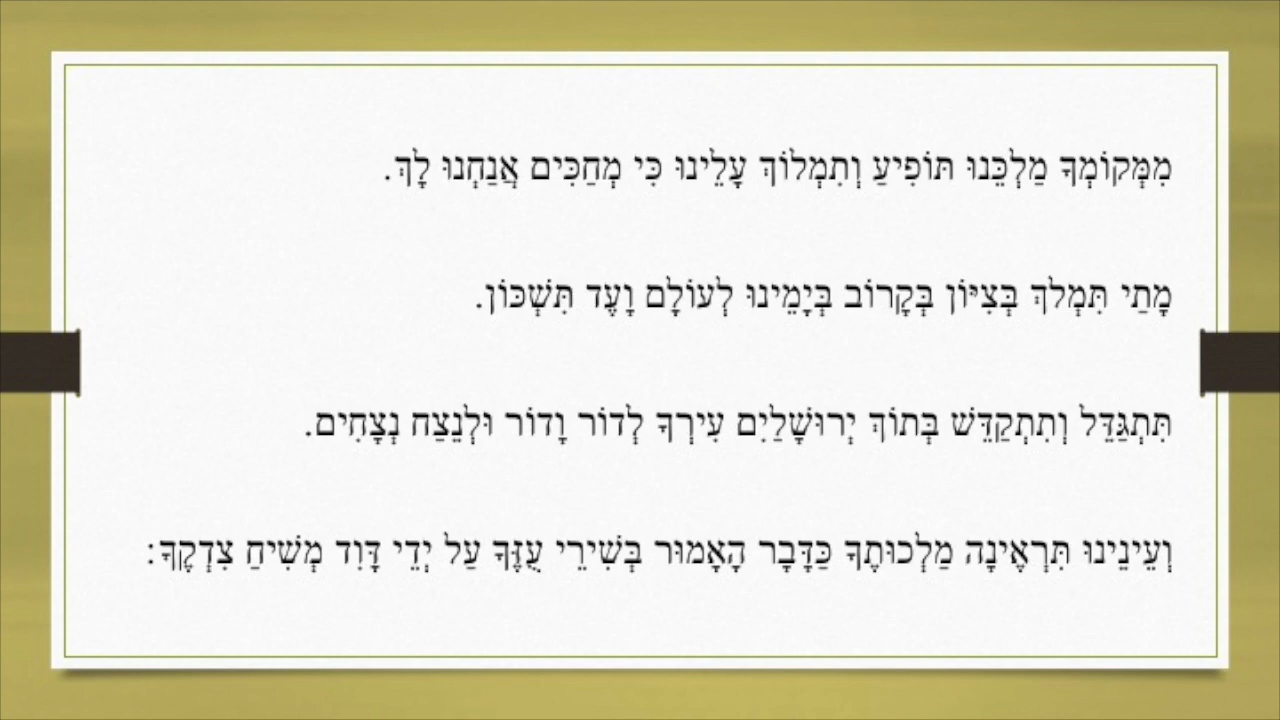 מִמְּקוֹמְךָ מַלְכֵּנוּ תּוֹפִיעַ וְתִמְלוֹךְ עָלֵינוּ כִּי מְחַכִּים אֲנַחְנוּ לָךְ.
מָתַי תִּמְלֹךְ בְּצִיּוֹן בְּקָרוֹב בְּיָמֵינוּ לְעוֹלָם וָעֶד תִּשְׁכּוֹן.
תִּתְגַּדֵּל וְתִתְקַדֵּשׁ בְּתוֹךְ יְרוּשָׁלַיִם עִירְךָ לְדוֹר וָדוֹר וּלְנֵצַח נְצָחִים.
וְעֵינֵינוּ תִּרְאֶינָה מַלְכוּתֶךָ כַּדָּבָר הָאָמוּר בְּשִׁירֵי עֻזֶּךָ עַל יְדֵי דָּוִד מְשִׁיחַ צִדְקֶךָ: